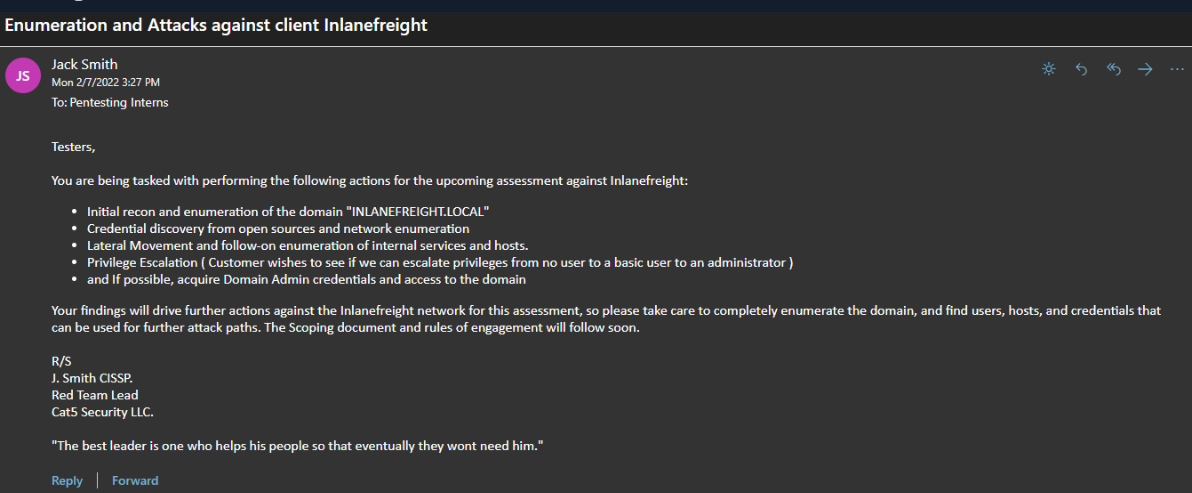 Enumeration and Attacks against client Inlanefreight
JS
Jack Smith
Mon 2/7/2022 3:27 PM
To: Pentesting Interns
Testers,
You are being tasked with performing the following actions for the upcoming assessment against Inlanefreight:
• Initial recon and enumeration of the domain "INLANEFREIGHT.LOCAL"
• Credential discovery from open sources and network enumeration
• Lateral Movement and follow-on enumeration of internal services and hosts.
• Privilege Escalation ( Customer wishes to see if we can escalate privileges from no user to a basic user to an administrator )
• and If possible, acquire Domain Admin credentials and access to the domain
Your findings will drive further actions against the Inlanefreight network for this assessment, so please take care to completely enumerate the domain, and find users, hosts, and credentials that
can be used for further attack paths. The Scoping document and rules of engagement will follow soon.
R/S
J. Smith CISSP.
Red Team Lead
Cat5 Security LLC.
"The best leader is one who helps his people so that eventually they wont need him."
Reply | Forward